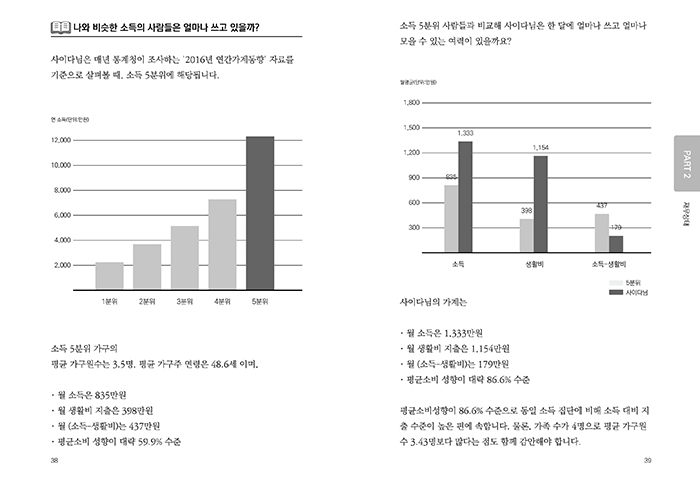 나와 비슷한 소득의 사람들은 얼마나 쓰고 있을까?
사이다님은 매년 통계청이 조사하는 '2016년 연간가계동향' 자료를
기준으로 살펴볼 때, 소득 5분위에 해당됩니다.
연 소득(단위:만원)
12,000
10,000
8,000
6,000
4,000
2,000
1분위 2분위 3분위 4분위 5분위
소득 5분위 가구의
평균 가구원수는 3.5명, 평균 가구주 연령은 48.6세 이며,
· 월 소득은 835만원
· 월 생활비 지출은 398만원
· 월 (소득-생활비)는 437만원
· 평균소비 성향이 대략 59.9% 수준
38
소득 5분위 사람들과 비교해 사이다님은 한 달에 얼마나 쓰고 얼마나
모을 수 있는 여력이 있을까요?
월평균(단위:만원)
1,800
1,500
1,200
900
600
300
835 1,333
398 1,154
437 179
소득 생활비 소득-생활비
5분위
사이다님
사이다님의 가계는
· 월 소득은 1,333만원
· 월 생활비 지출은 1,154만원
· 월 (소득-생활비)는 179만원
· 평균소비 성향이 대략 86.6% 수준
평균소비성향이 86.6% 수준으로 동일 소득 집단에 비해 소득 대비 지
출 수준이 높은 편에 속합니다. 물론, 가족 수가 4명으로 평균 가구원
수 3.43명보다 많다는 점도 함께 감안해야 합니다.
39
PART 2
재무상태